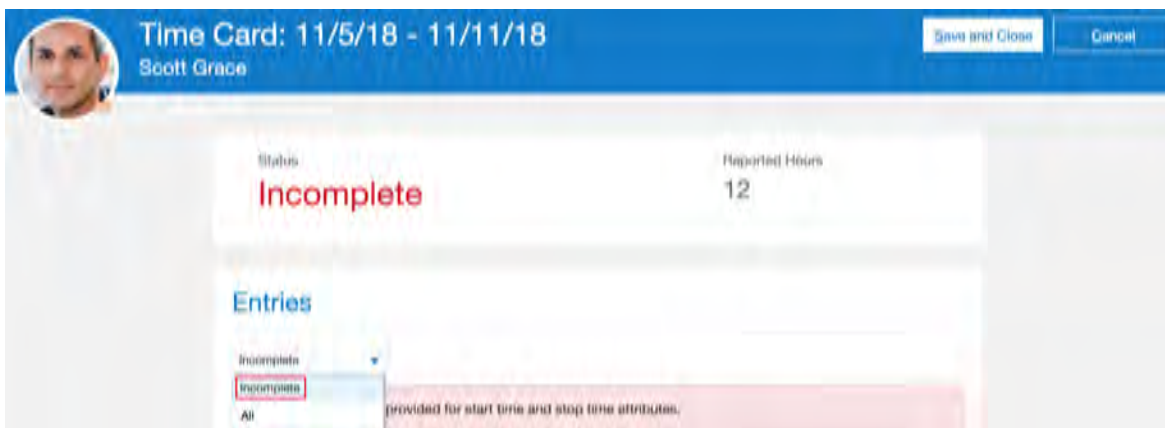 Time Card: 11/5/18 - 11/11/18
Scott Grace
Save and Close
Cancel
Status
Reported Hours
Incomplete
12
Entries
Incomplete
Incomplete
All
provided for start time and stop time attributes.